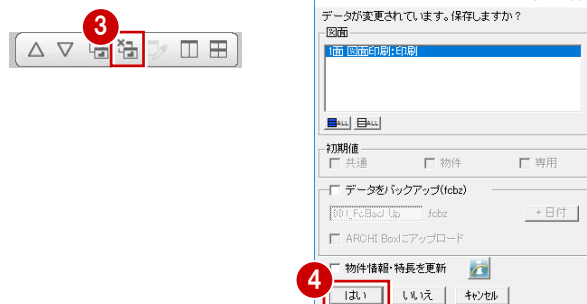 3
データが変更されています。保存しますか？
図面
1面 図面印刷:印刷
ALL ALL
初期値
共通 物件 専用
データをバックアップ(fcbz)
fcbz +日付
ARCHI Boxにアップロード
物件情報・特長を更新
4
はい いいえ キャンセル